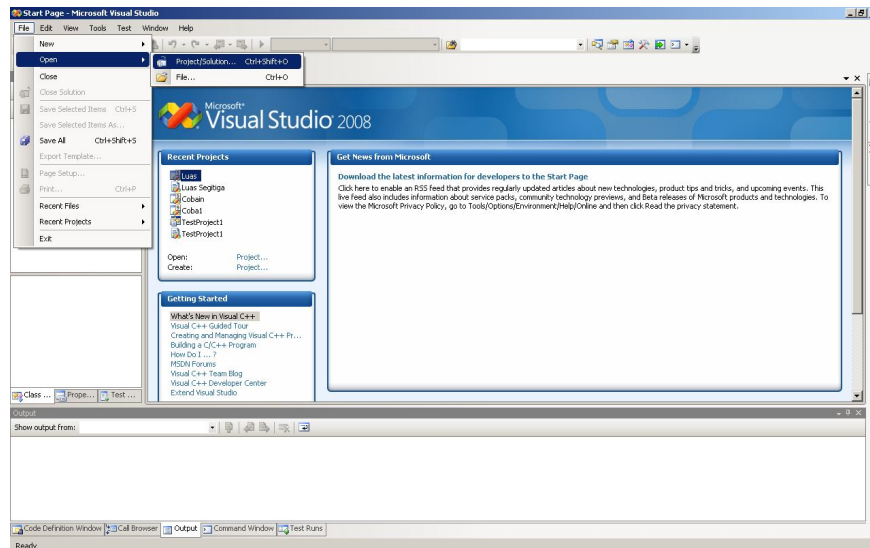 Start Page - Microsoft Visual Studio
File Edit View Tools Test Window Help
New
Open
Project/Solution... Ctrl+Shift+O
File... Ctrl+O
Close
Close Solution
Save Selected Items Ctrl+S
Save Selected Items As...
Save All Ctrl+Shift+S
Export Template...
Page Setup...
Print... Ctrl+P
Recent Files
Recent Projects
Exit
Microsoft®
Visual Studio 2008
Recent Projects
Luas
Luas Segitiga
Cobain
Coba1
TestProject1
TestProject1
Open: Project...
Create: Project...
Getting Started
What's New in Visual C++
Visual C++ Guided Tour
Creating and Managing Visual C++ Pr...
Building a C/C++ Program
How Do I ... ?
MSDN Forums
Visual C++ Team Blog
Visual C++ Developer Center
Extend Visual Studio
Get News from Microsoft
Download the latest information for developers to the Start Page
Click here to enable an RSS feed that provides regularly updated articles about new technologies, product tips and tricks, and upcoming events. This
live feed also includes information about service packs, community technology previews, and Beta releases of Microsoft products and technologies. To
view the Microsoft Privacy Policy, go to Tools/Options/Environment/Help/Online and then click Read the privacy statement.
Class ... Prope... Test ...
Output
Show output from:
Code Definition Window Call Browser Output Command Window Test Runs
Ready